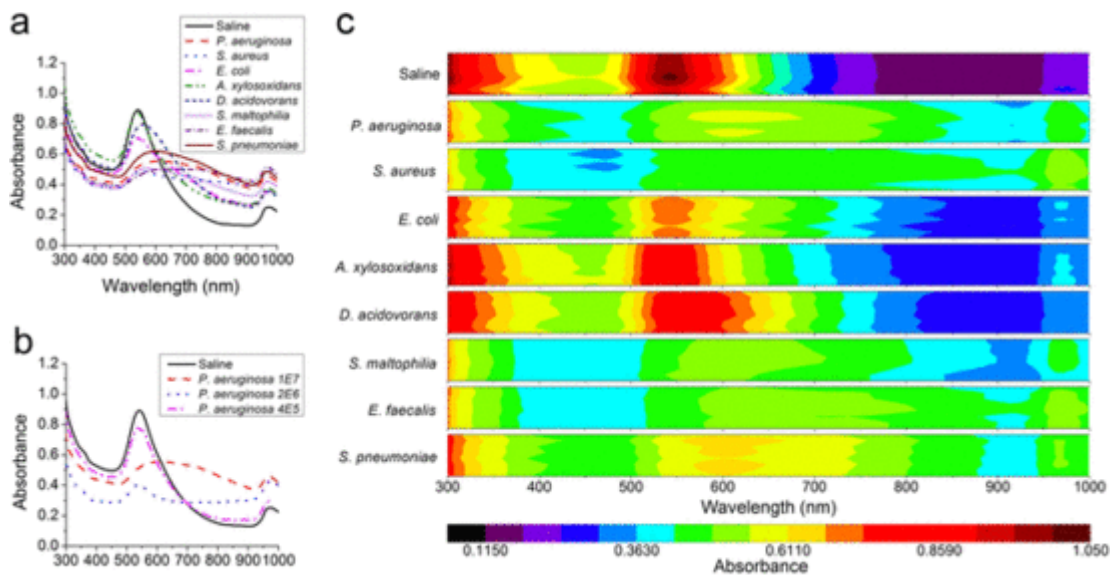 a
Saline
P. aeruginosa
S. aureus
E. coli
A. xylosoxidans
D. acidovorans
S. maltophilia
E. faecalis
S. pneumoniae
1.2
1.0
0.8
0.6
0.4
0.2
0.0
Absorbance
300 400 500 600 700 800 900 1000
Wavelength (nm)
b
Saline
P. aeruginosa 1E7
P. aeruginosa 2E6
P. aeruginosa 4E5
1.2
1.0
0.8
0.6
0.4
0.2
0.0
Absorbance
300 400 500 600 700 800 900 1000
c
Saline
P. aeruginosa
S. aureus
E. coli
A. xylosoxidans
D. acidovorans
S. maltophilia
E. faecalis
S. pneumoniae
300 400 500 600 700 800 900 1000
Wavelength (nm)
0.1150 0.3630 0.6110 0.8590 1.050
Absorbance